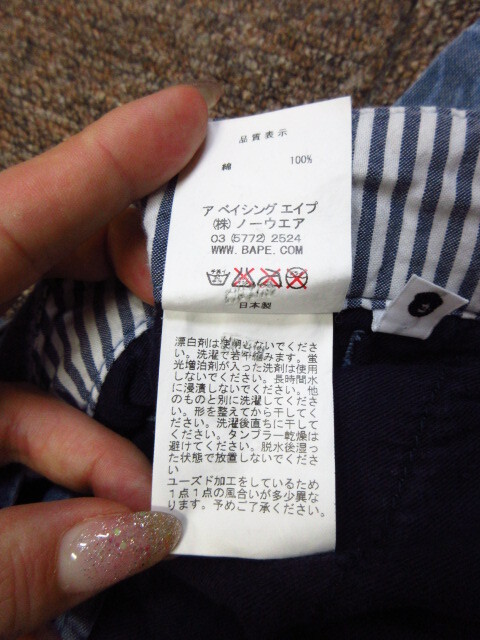 品質表示
綿 100%
ア ベイシング エイプ
(株) ノーウエア
03 (5772) 2524
WWW.BAPE.COM
日本製
漂白剤は使用しないでくださ
い。洗濯で若干縮みます。蛍
光増泊剤が入った洗剤は使用
しないでください。長時間水
に浸漬しないでください。他
のものと別に洗濯してくださ
い。形を整えてから干してく
ださい。洗濯後直ちに干して
ください。タンブラー乾燥は
避けてください。脱水後湿っ
た状態で放置しないでくださ
い
ユーズド加工をしているため
1点1点の風合いが多少異な
ります。予めご了承ください。